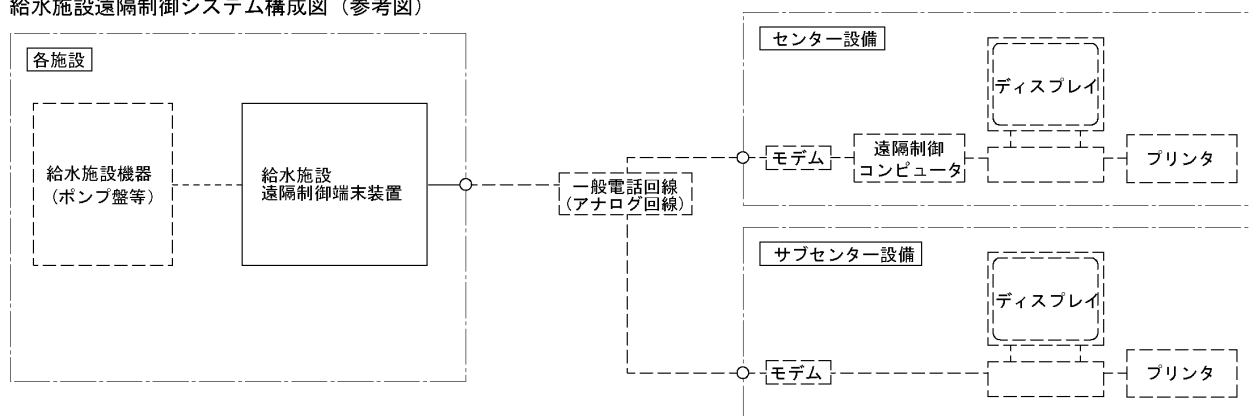 給水施設遠隔制御システム構成図（参考図）
各施設
給水施設機器
（ポンプ盤等）
給水施設
遠隔制御端末装置
一般電話回線
（アナログ回線）
センター設備
ディスプレイ
モデム
遠隔制御
コンピュータ
プリンタ
サブセンター設備
ディスプレイ
モデム
プリンタ